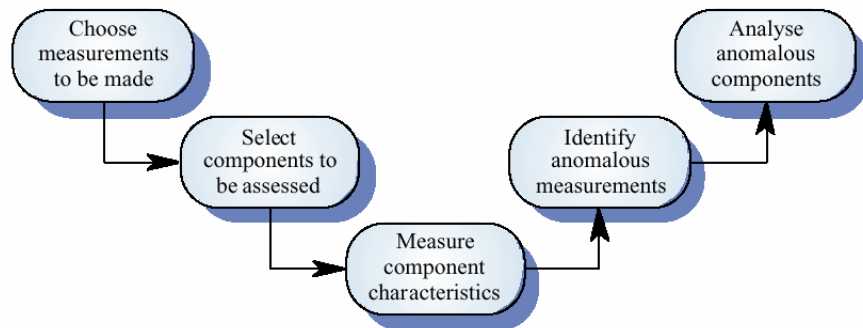 Choose
measurements
to be made
Select
components to
be assessed
Measure
component
characteristics
Identify
anomalous
measurements
Analyse
anomalous
components